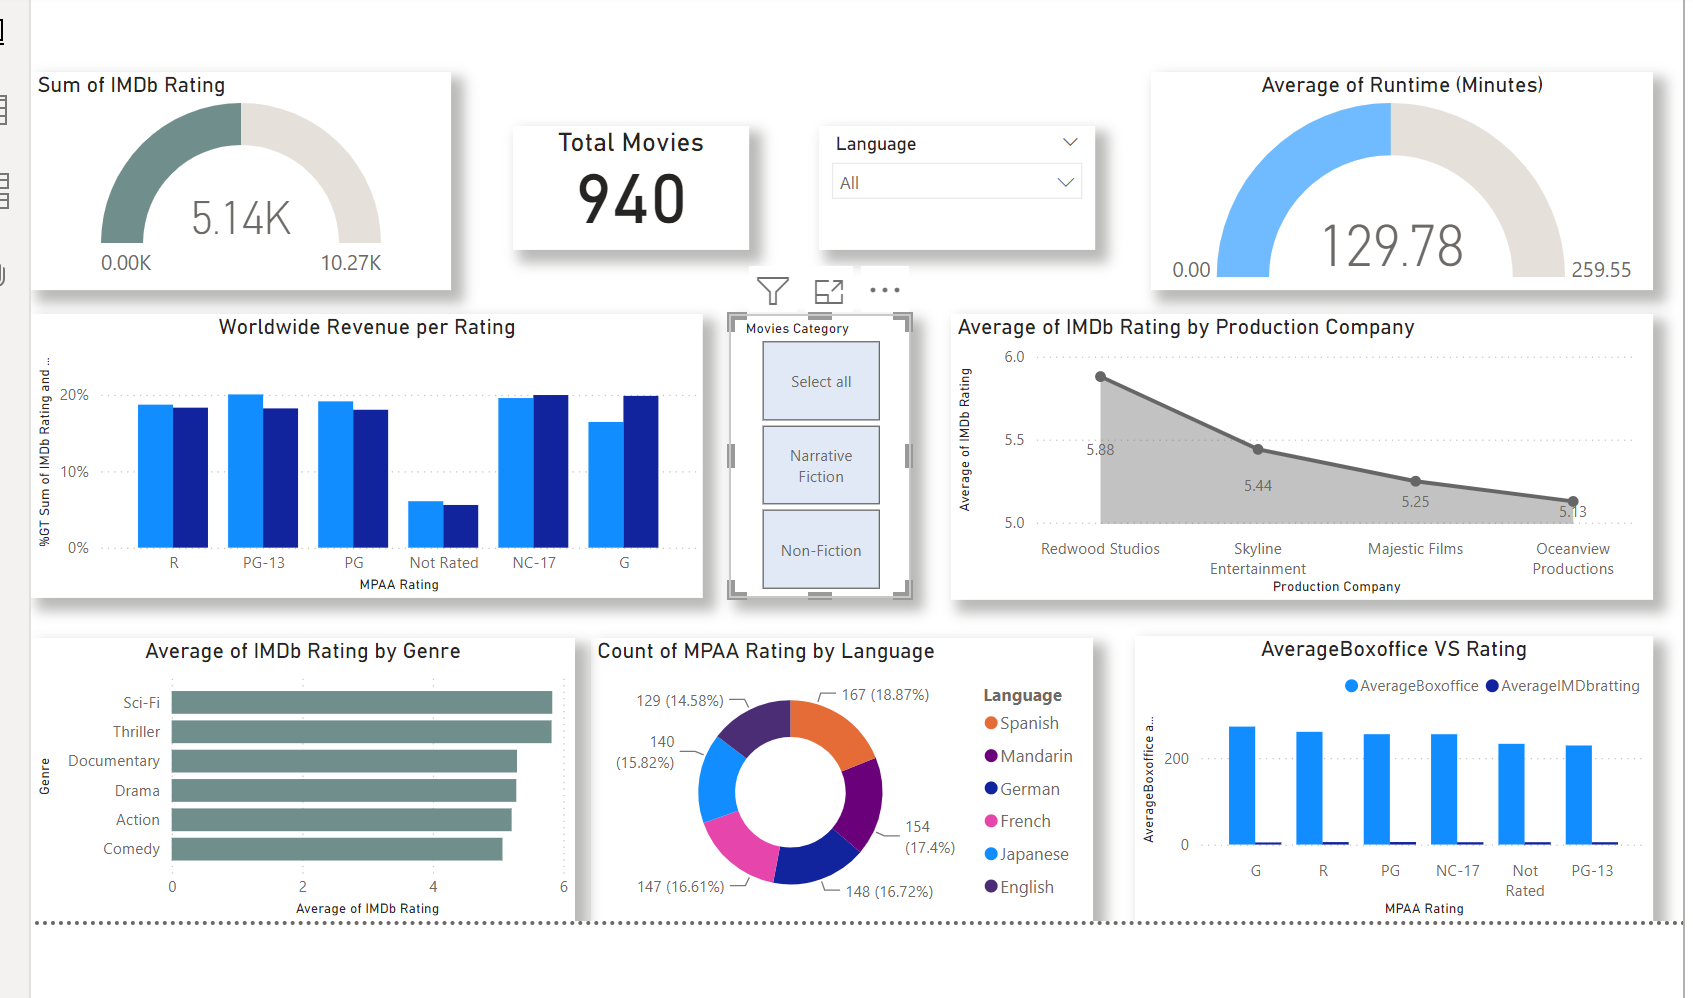 Sum of IMDb Rating
5.14K
0.00K
10.27K
Total Movies
940
Language
All
Average of Runtime (Minutes)
129.78
0.00
259.55
Worldwide Revenue per Rating
%GT Sum of IMDb Rating and ...
20%
10%
0%
R
PG-13
PG
Not Rated
NC-17
G
MPAA Rating
Movies Category
Select all
Narrative
Fiction
Non-Fiction
Average of IMDb Rating by Production Company
Average of IMDb Rating
6.0
5.5
5.0
5.88
5.44
5.25
5.13
Redwood Studios
Skyline
Entertainment
Majestic Films
Oceanview
Productions
Production Company
Average of IMDb Rating by Genre
Genre
Sci-Fi
Thriller
Documentary
Drama
Action
Comedy
0
2
4
6
Average of IMDb Rating
Count of MPAA Rating by Language
129 (14.58%)
167 (18.87%)
140
(15.82%)
154
(17.4%)
147 (16.61%)
148 (16.72%)
Language
Spanish
Mandarin
German
French
Japanese
English
AverageBoxoffice VS Rating
AverageBoxoffice
AverageIMDbratting
AverageBoxoffice a...
200
0
G
R
PG
NC-17
Not
Rated
PG-13
MPAA Rating